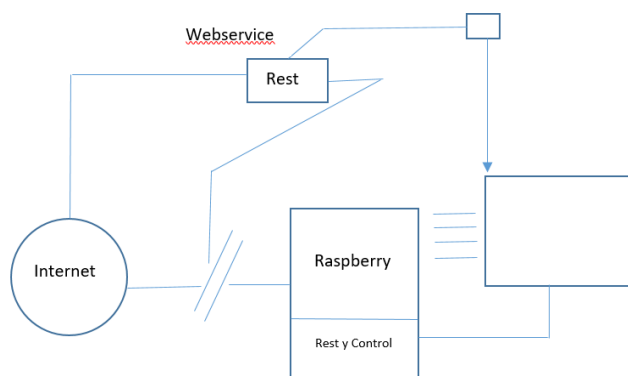 Webservice
Rest
Internet
Raspberry
Rest y Control